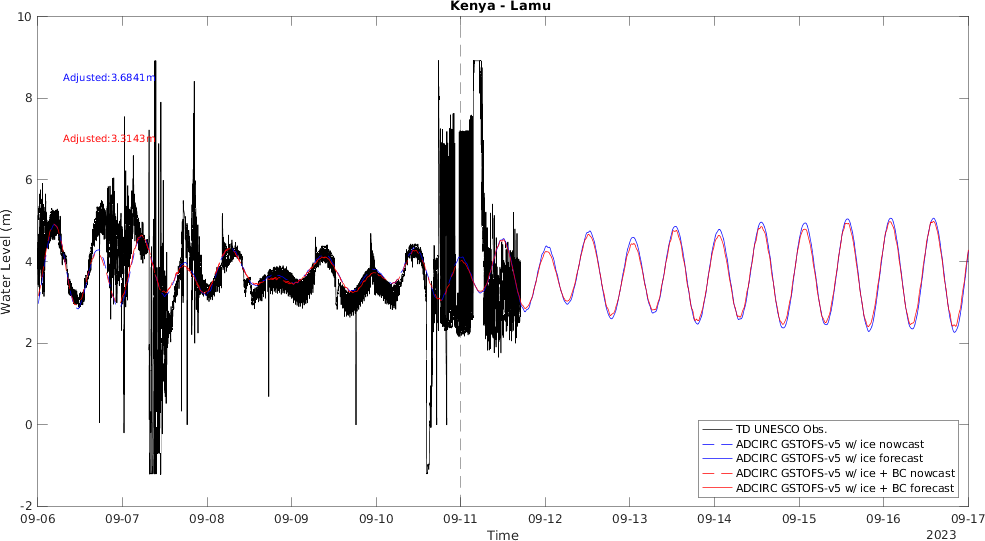 Kenya - Lamu
10
8
6
4
2
0
-2
Water Level (m)
Adjusted:3.6841m
Adjusted:3.3143m
TD UNESCO Obs.
ADCIRC GSTOFS-v5 w/ ice nowcast
ADCIRC GSTOFS-v5 w/ ice forecast
ADCIRC GSTOFS-v5 w/ ice + BC nowcast
ADCIRC GSTOFS-v5 w/ ice + BC forecast
09-06 09-07 09-08 09-09 09-10 09-11 09-12 09-13 09-14 09-15 09-16 09-17
Time
2023